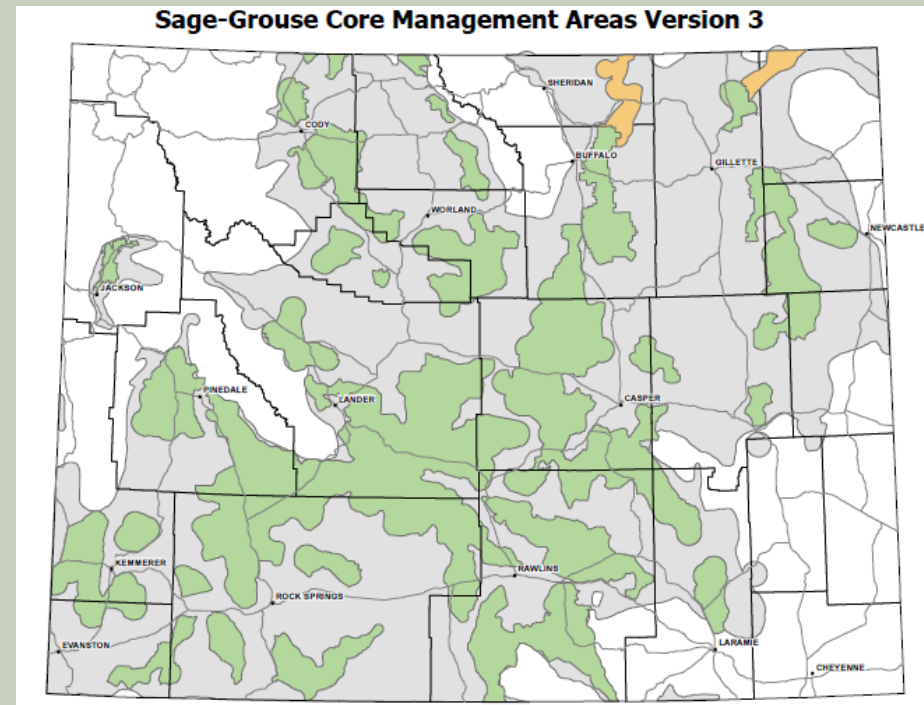 Sage-Grouse Core Management Areas Version 3
SHERIDAN
CODY
BUFFALO
GILLETTE
WORLAND
NEWCASTLE
JACKSON
PINEDALE
LANDER
CASPER
KEMMERER
RAWLINS
ROCK SPRINGS
EVANSTON
LARAMIE
CHEYENNE